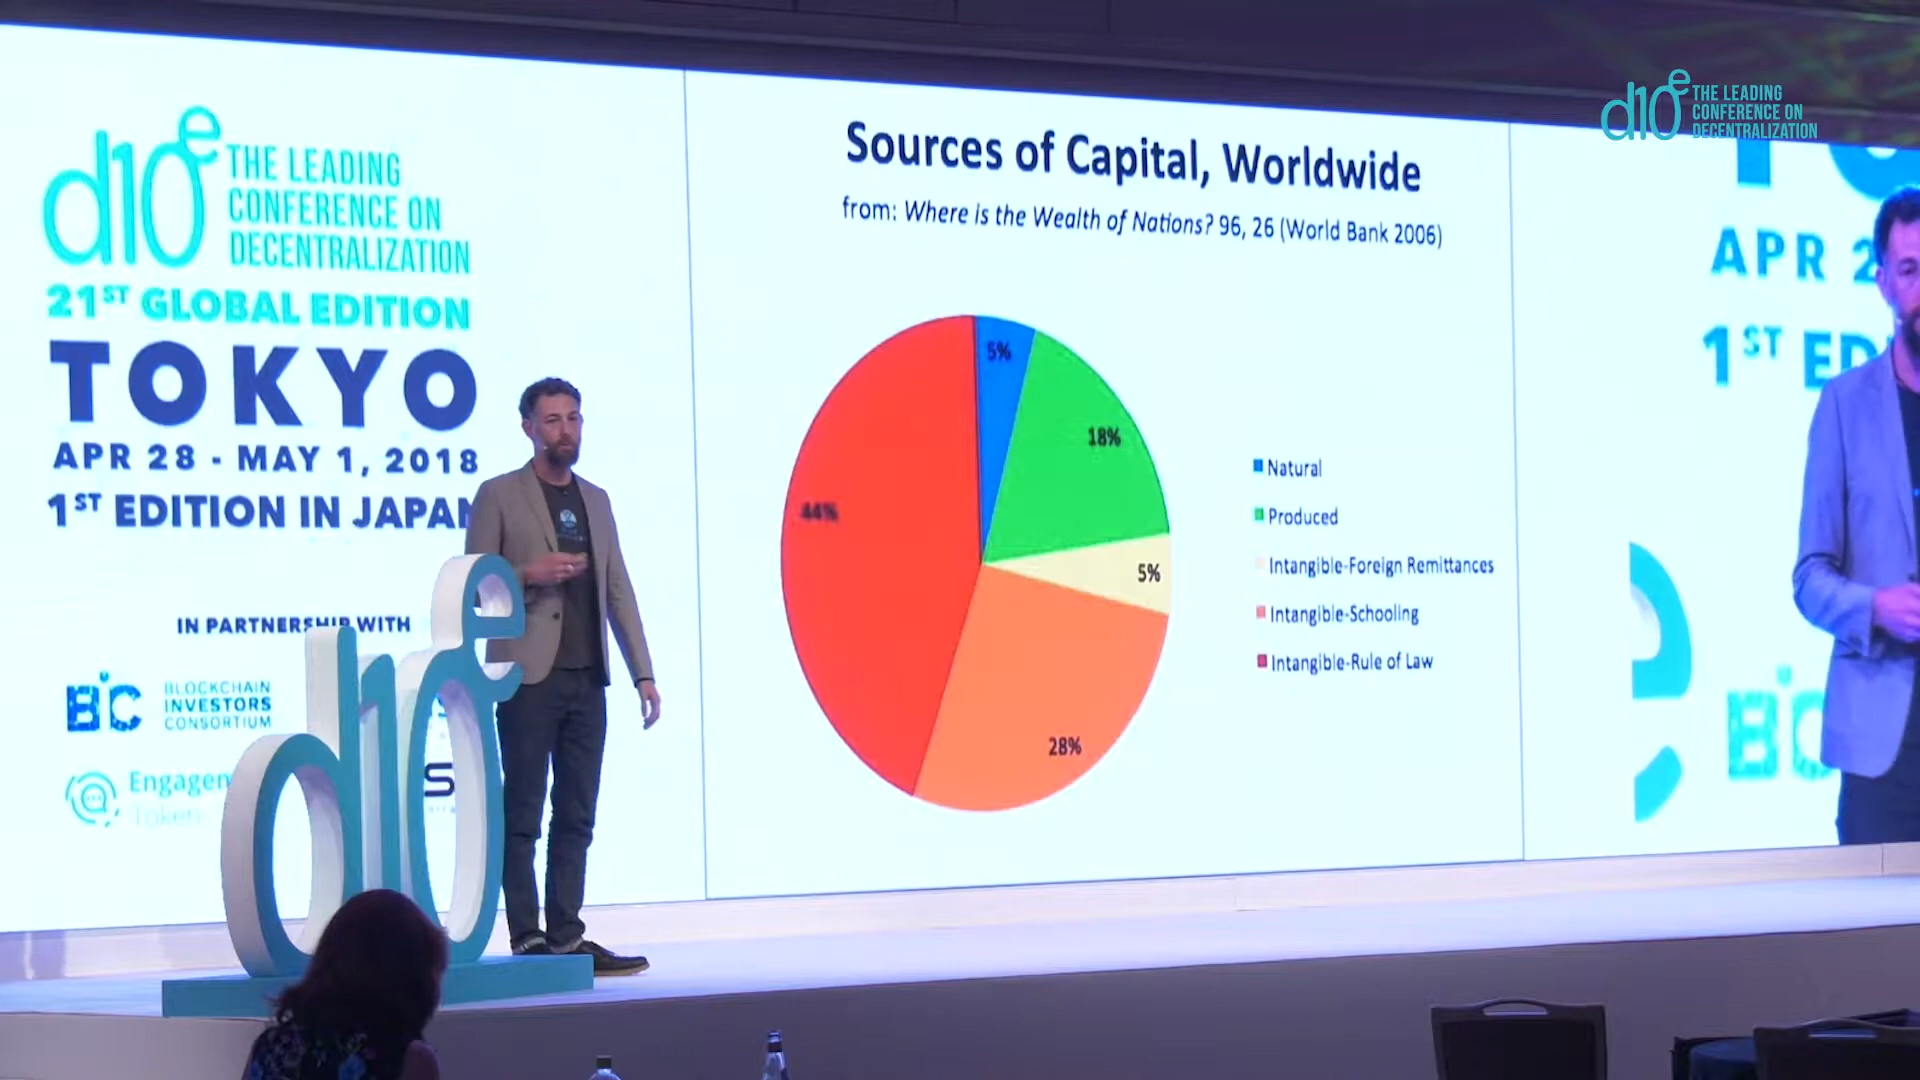 d10e THE LEADING
CONFERENCE ON
DECENTRALIZATION
21ST GLOBAL EDITION
TOKYO
APR 28 - MAY 1, 2018
1ST EDITION IN JAPAN
IN PARTNERSHIP WITH
BIC BLOCKCHAIN
INVESTORS
CONSORTIUM
Token
d10e
Sources of Capital, Worldwide
from: Where is the Wealth of Nations? 96, 26 (World Bank 2006)
5%
18%
44%
5%
28%
Natural
Produced
Intangible-Foreign Remittances
Intangible-Schooling
Intangible-Rule of Law
d10e THE LEADING
CONFERENCE ON
DECENTRALIZATION
APR 2
1ST ED